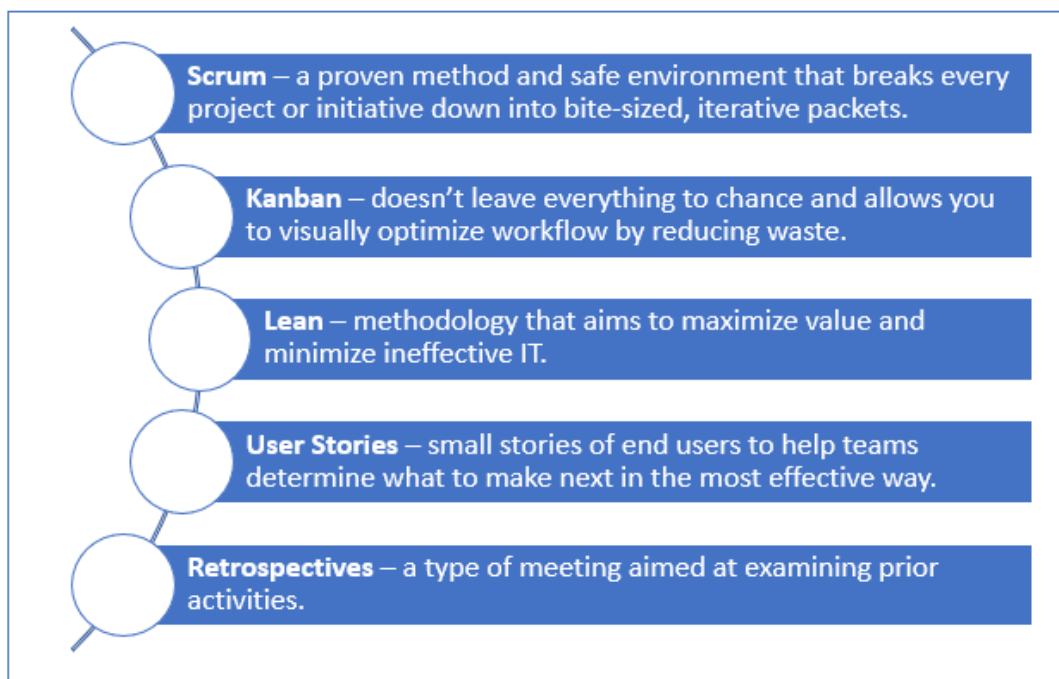 Scrum – a proven method and safe environment that breaks every
project or initiative down into bite-sized, iterative packets.
Kanban – doesn’t leave everything to chance and allows you
to visually optimize workflow by reducing waste.
Lean – methodology that aims to maximize value and
minimize ineffective IT.
User Stories – small stories of end users to help teams
determine what to make next in the most effective way.
Retrospectives – a type of meeting aimed at examining prior
activities.